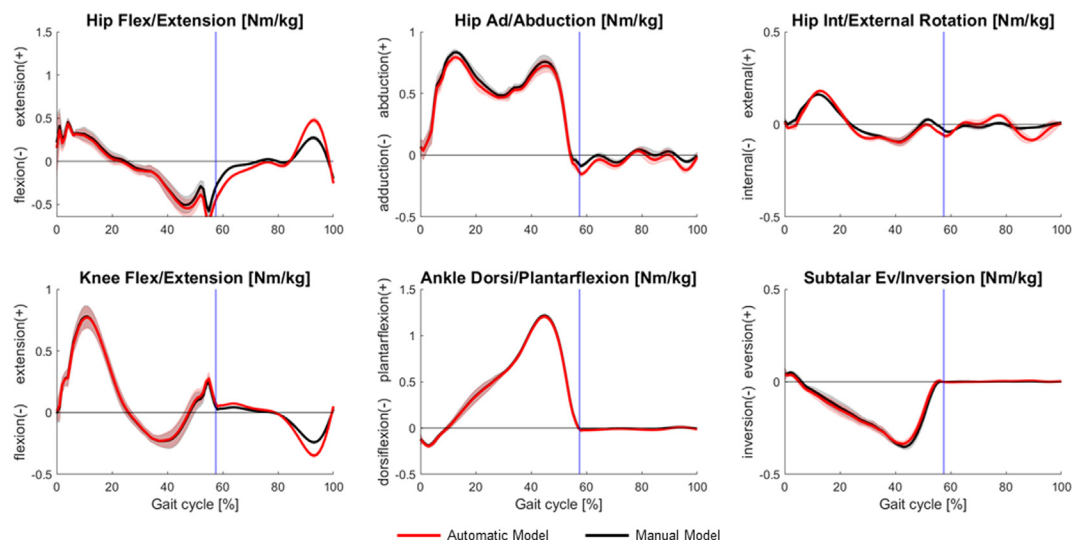 Hip Flex/Extension [Nm/kg]
Hip Ad/Abduction [Nm/kg]
Hip Int/External Rotation [Nm/kg]
flexion(-) extension(+)
1.5
1
0.5
0
-0.5
0 20 40 60 80 100
adduction(-) abduction(+)
1
0.5
0
-0.5
0 20 40 60 80 100
internal(-) external(+)
0.5
0
-0.5
0 20 40 60 80 100
Knee Flex/Extension [Nm/kg]
Ankle Dorsi/Plantarflexion [Nm/kg]
Subtalar Ev/Inversion [Nm/kg]
flexion(-) extension(+)
1
0.5
0
-0.5
0 20 40 60 80 100
Gait cycle [%]
dorsiflexion(-) plantarflexion(+)
1.5
1
0.5
0
-0.5
0 20 40 60 80 100
Gait cycle [%]
inversion(-) eversion(+)
0.5
0
-0.5
0 20 40 60 80 100
Gait cycle [%]
Automatic Model Manual Model